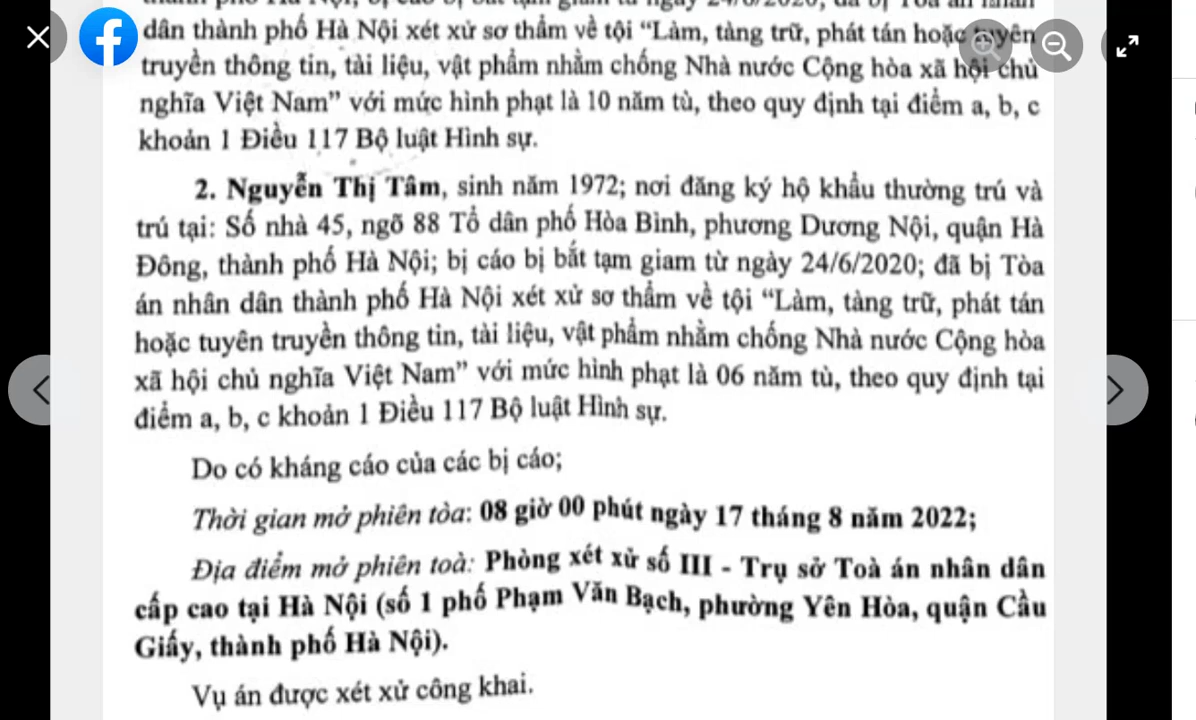 dân thành phố Hà Nội xét xử sơ thẩm về tội “Làm, tàng trữ, phát tán hoặc tuyên
truyền thông tin, tài liệu, vật phẩm nhằm chống Nhà nước Cộng hòa xã hội chủ
nghĩa Việt Nam” với mức hình phạt là 10 năm tù, theo quy định tại điểm a, b, c
khoản 1 Điều 117 Bộ luật Hình sự.
2. Nguyễn Thị Tâm, sinh năm 1972; nơi đăng ký hộ khẩu thường trú và
trú tại: Số nhà 45, ngõ 88 Tổ dân phố Hòa Bình, phương Dương Nội, quận Hà
Đông, thành phố Hà Nội; bị cáo bị bắt tạm giam từ ngày 24/6/2020; đã bị Tòa
án nhân dân thành phố Hà Nội xét xử sơ thẩm về tội “Làm, tàng trữ, phát tán
hoặc tuyên truyền thông tin, tài liệu, vật phẩm nhằm chống Nhà nước Cộng hòa
xã hội chủ nghĩa Việt Nam” với mức hình phạt là 06 năm tù, theo quy định tại
điểm a, b, c khoản 1 Điều 117 Bộ luật Hình sự.
Do có kháng cáo của các bị cáo;
Thời gian mở phiên tòa: 08 giờ 00 phút ngày 17 tháng 8 năm 2022;
Địa điểm mở phiên toà: Phòng xét xử số III - Trụ sở Toà án nhân dân
cấp cao tại Hà Nội (số 1 phố Phạm Văn Bạch, phường Yên Hòa, quận Cầu
Giấy, thành phố Hà Nội).
Vụ án được xét xử công khai.